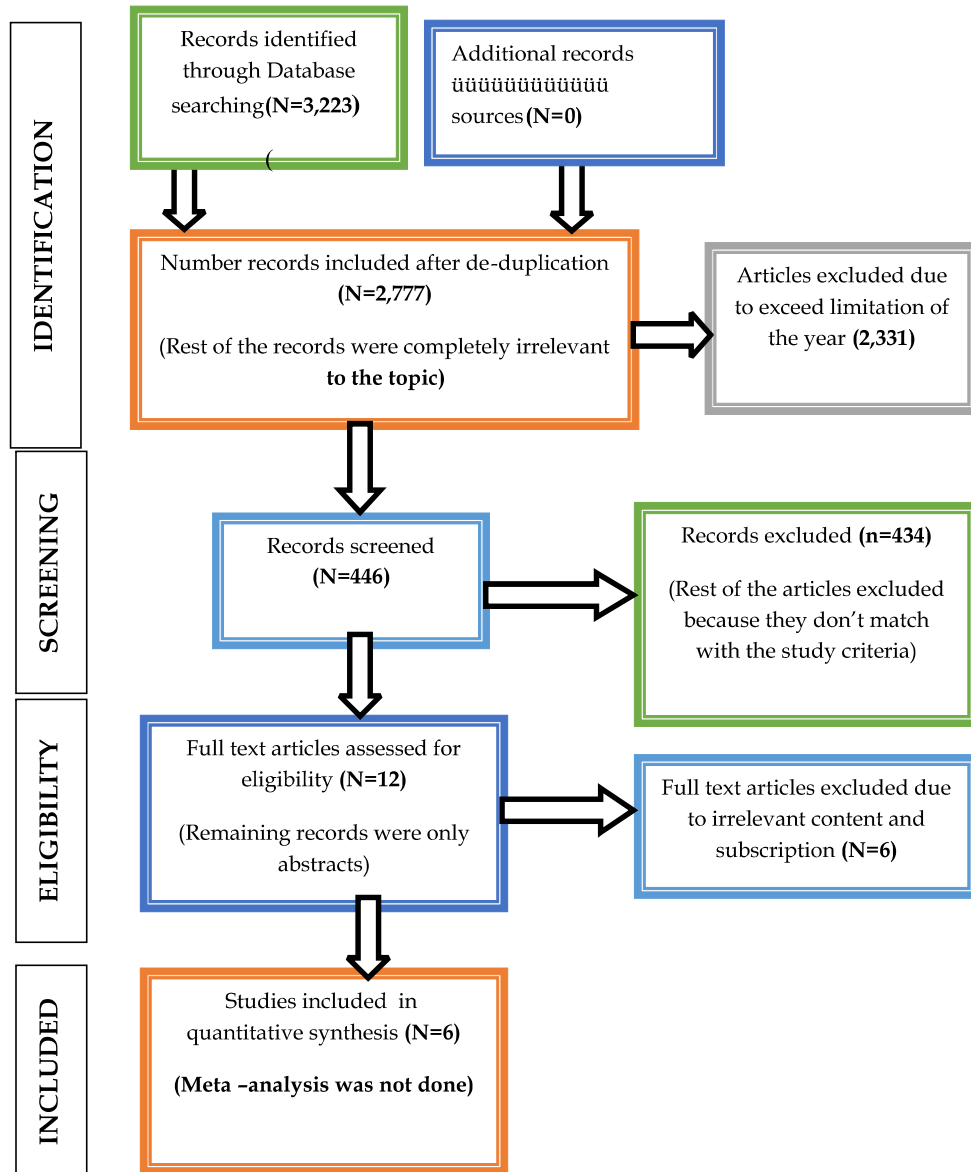 IDENTIFICATION
Records identified
through Database
searching(N=3,223)
(
Additional records
üüüüüüüüüüüü
sources(N=0)
Number records included after de-duplication
(N=2,777)
(Rest of the records were completely irrelevant
to the topic)
Articles excluded due
to exceed limitation of
the year (2,331)
SCREENING
Records screened
(N=446)
Records excluded (n=434)
(Rest of the articles excluded
because they don’t match
with the study criteria)
ELIGIBILITY
Full text articles assessed for
eligibility (N=12)
(Remaining records were only
abstracts)
Full text articles excluded due
to irrelevant content and
subscription (N=6)
INCLUDED
Studies included in
quantitative synthesis (N=6)
(Meta –analysis was not done)